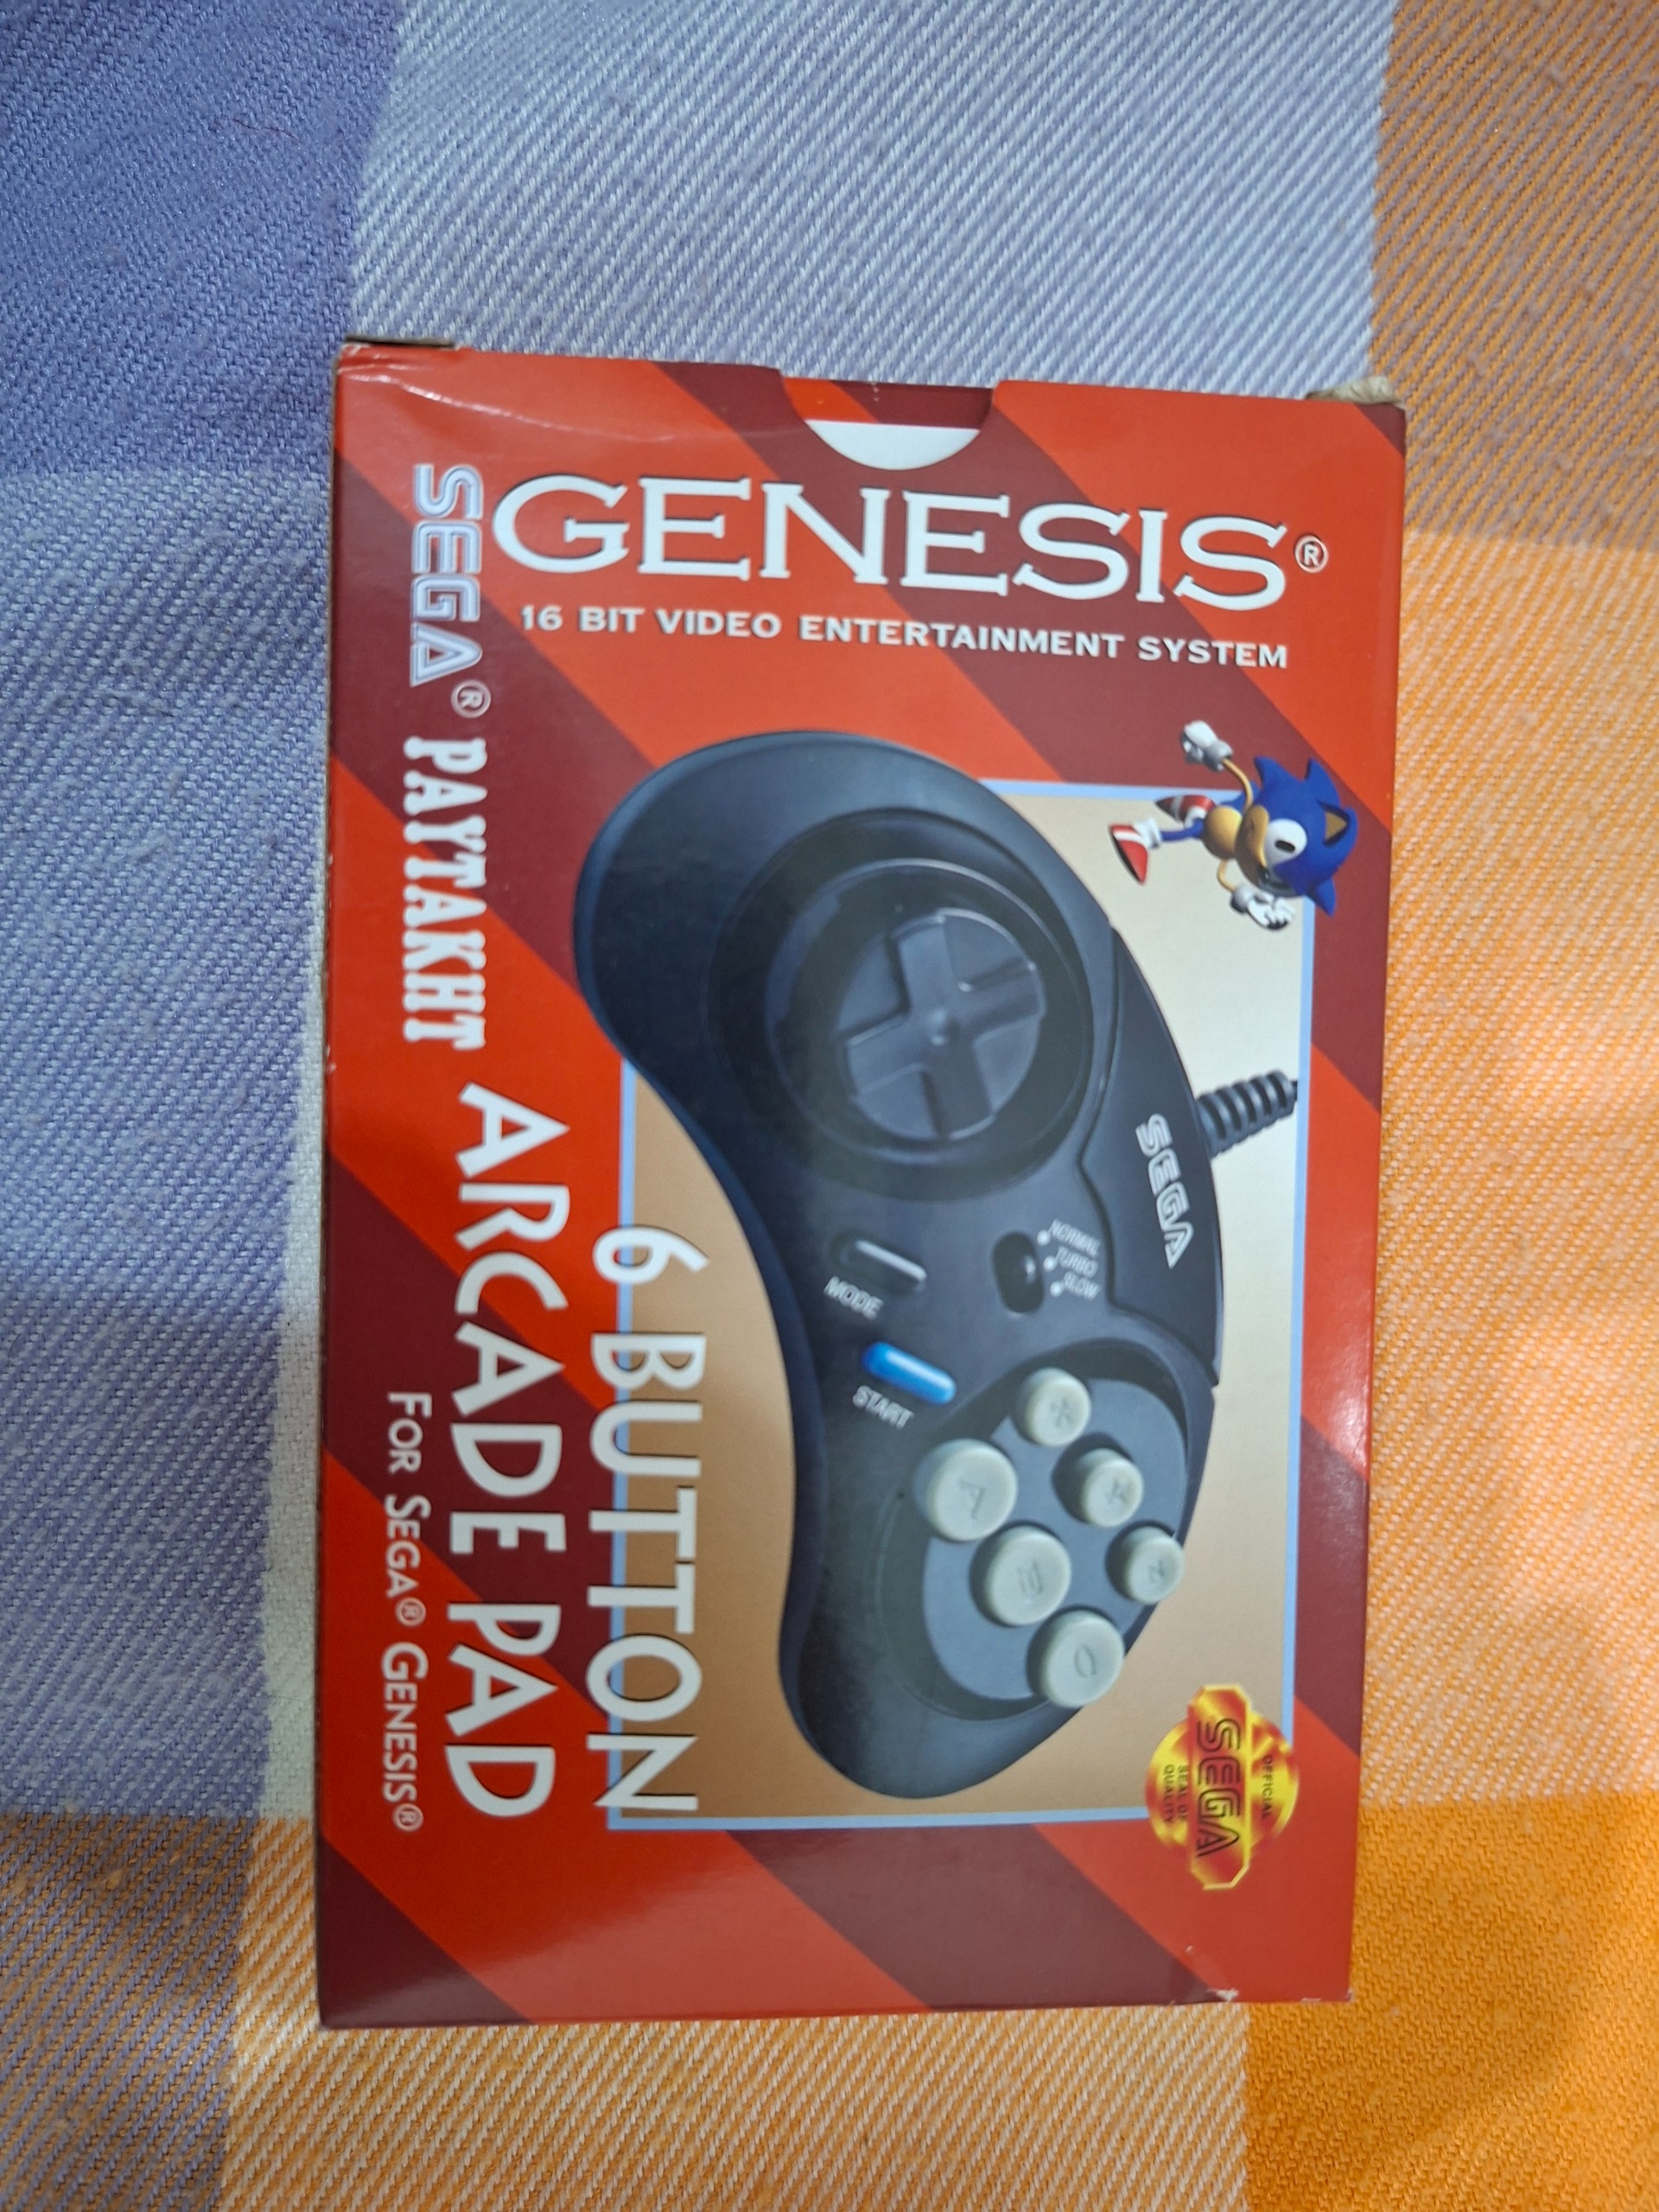 GENESIS®
16 BIT VIDEO ENTERTAINMENT SYSTEM
SEGA
NORMAL
TURBO
SLOW
MODE
START
X
Y
Z
A
B
C
OFFICIAL
SEGA
SEAL OF
QUALITY
6 BUTTON
ARCADE PAD
SEGA® PAYTAKHT
FOR SEGA® GENESIS®